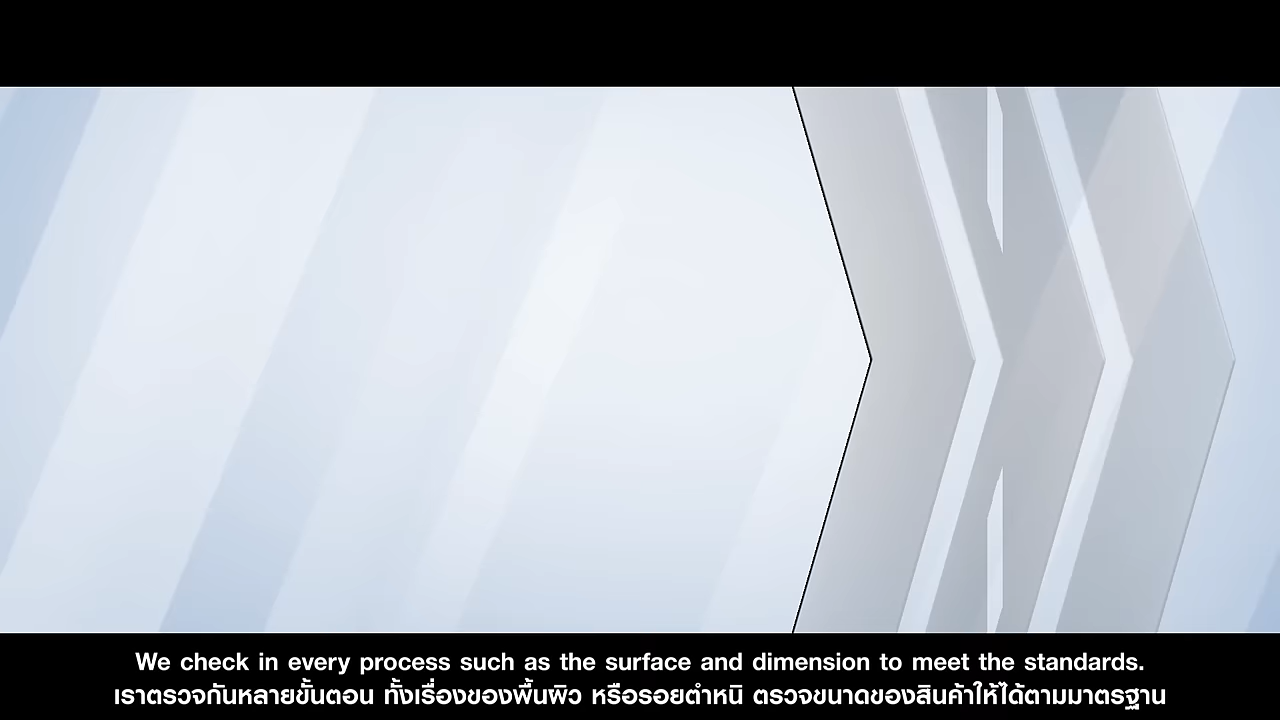 We check in every process such as the surface and dimension to meet the standards.
เราตรวจกันหลายขั้นตอน ทั้งเรื่องของพื้นผิว หรือรอยตำหนิ ตรวจขนาดของสินค้าให้ได้ตามมาตรฐาน